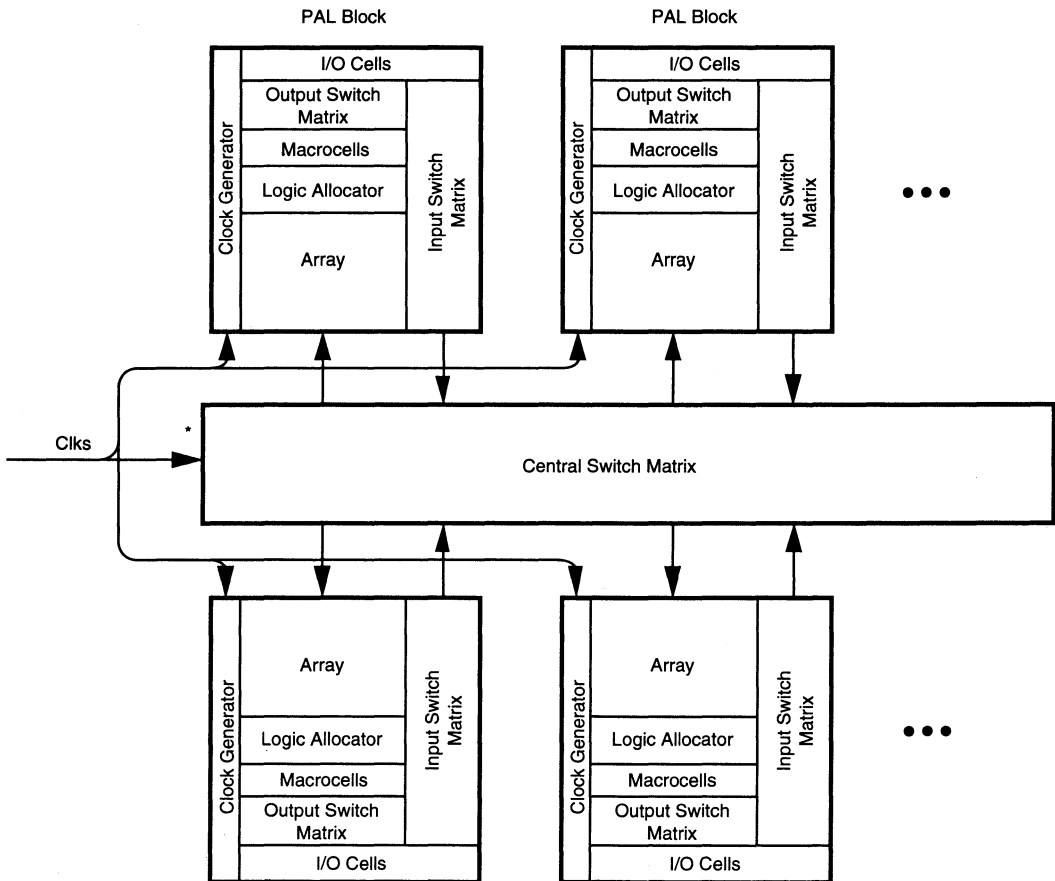 PAL Block
PAL Block
I/O Cells
Output Switch
Matrix
Macrocells
Logic Allocator
Array
Clock Generator
Input Switch
Matrix
I/O Cells
Output Switch
Matrix
Macrocells
Logic Allocator
Array
Clock Generator
Input Switch
Matrix
Clks
*
Central Switch Matrix
Clock Generator
Array
Logic Allocator
Macrocells
Output Switch
Matrix
I/O Cells
Input Switch
Matrix
Clock Generator
Array
Logic Allocator
Macrocells
Output Switch
Matrix
I/O Cells
Input Switch
Matrix